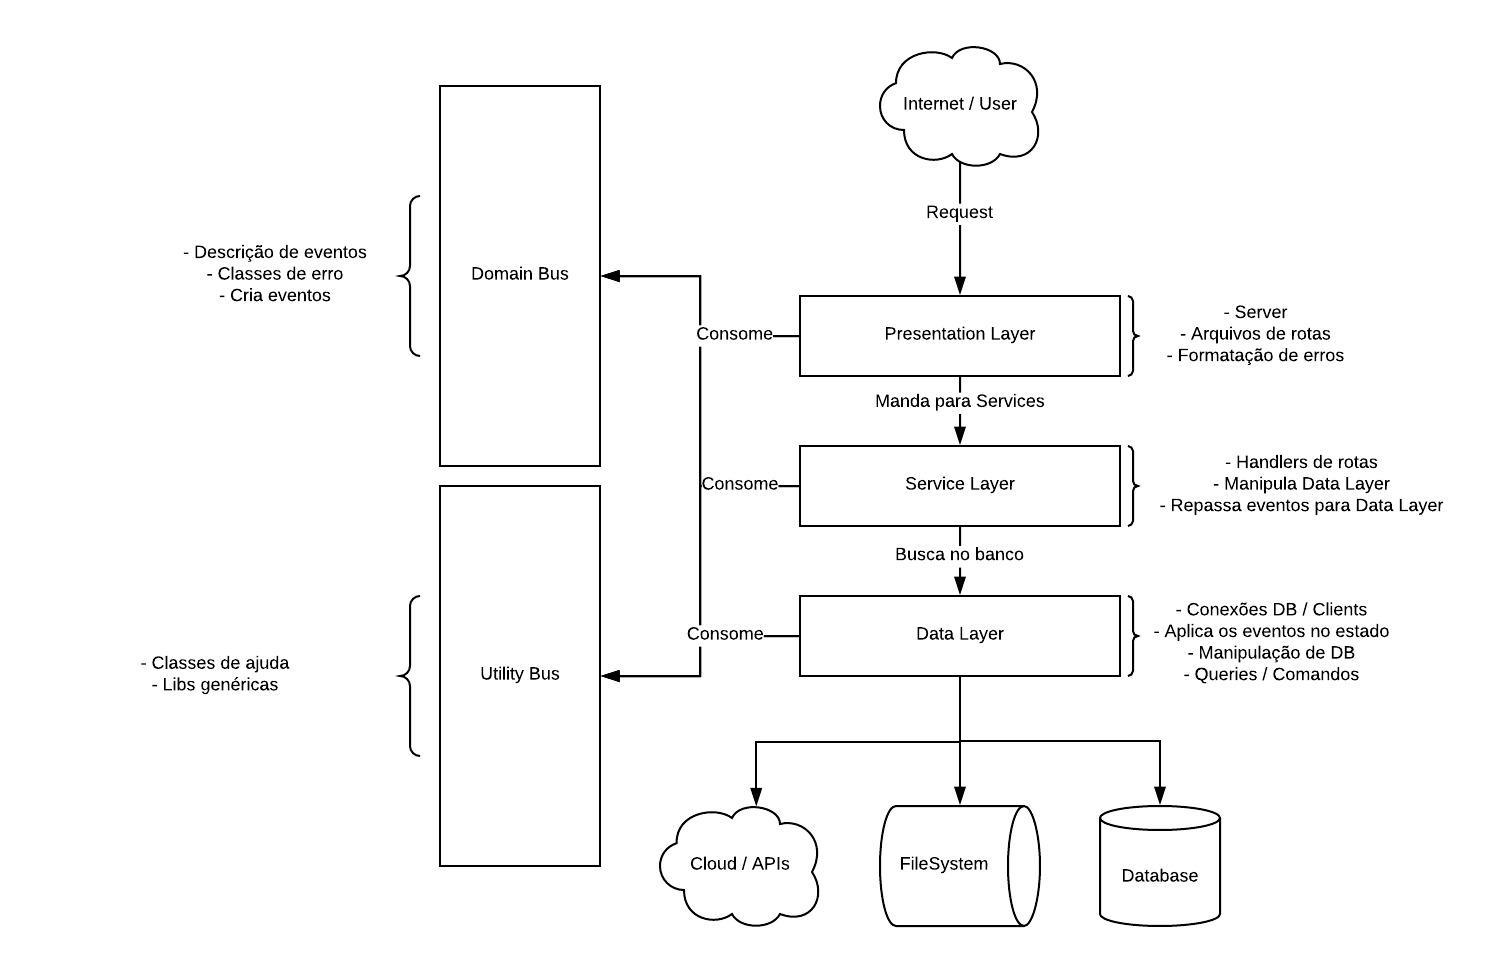 Internet / User
Request
- Descrição de eventos
- Classes de erro
- Cria eventos
Domain Bus
Consome
Presentation Layer
- Server
- Arquivos de rotas
- Formatação de erros
Manda para Services
Consome
Service Layer
- Handlers de rotas
- Manipula Data Layer
- Repassa eventos para Data Layer
Busca no banco
- Classes de ajuda
- Libs genéricas
Utility Bus
Consome
Data Layer
- Conexões DB / Clients
- Aplica os eventos no estado
- Manipulação de DB
- Queries / Comandos
Cloud / APIs
FileSystem
Database